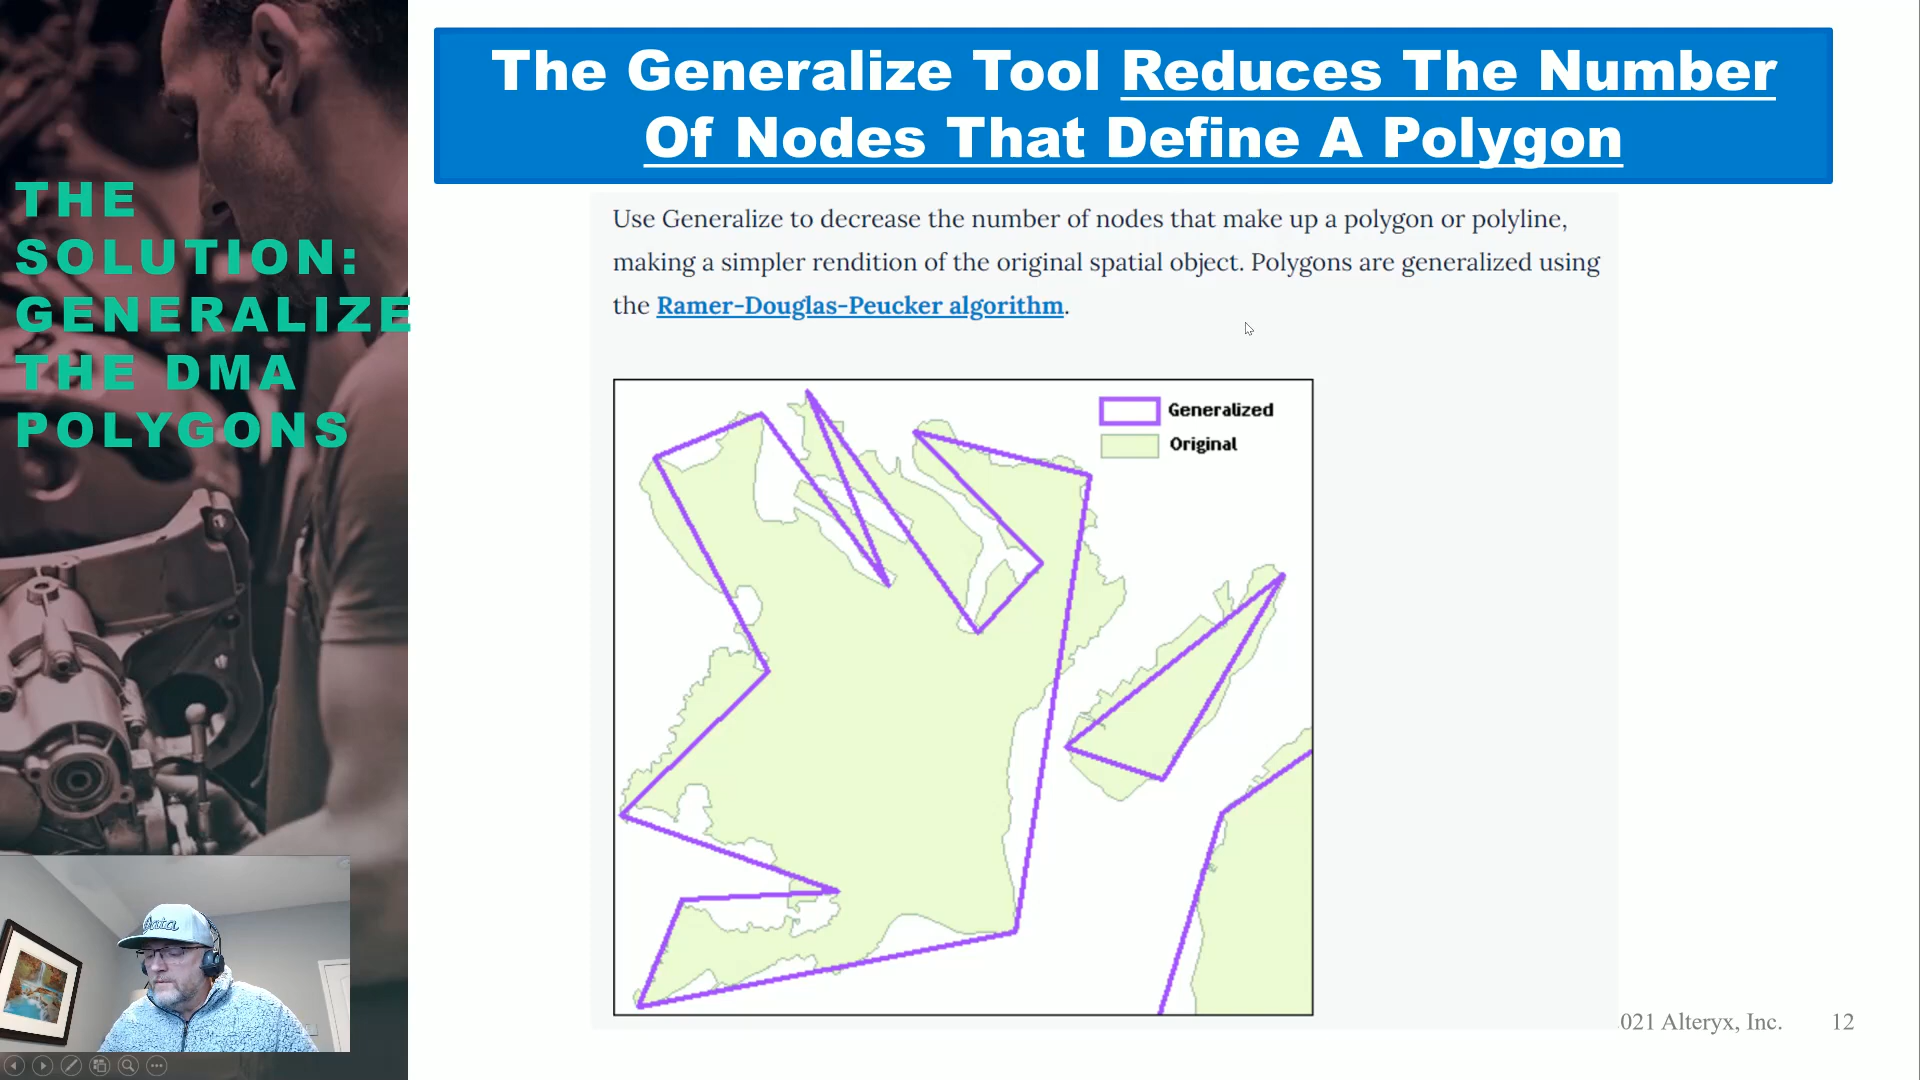 The Generalize Tool Reduces The Number
Of Nodes That Define A Polygon
THE
SOLUTION:
GENERALIZE
THE DMA
POLYGONS
Use Generalize to decrease the number of nodes that make up a polygon or polyline,
making a simpler rendition of the original spatial object. Polygons are generalized using
the Ramer-Douglas-Peucker algorithm.
Generalized
Original
Data
021 Alteryx, Inc.
12